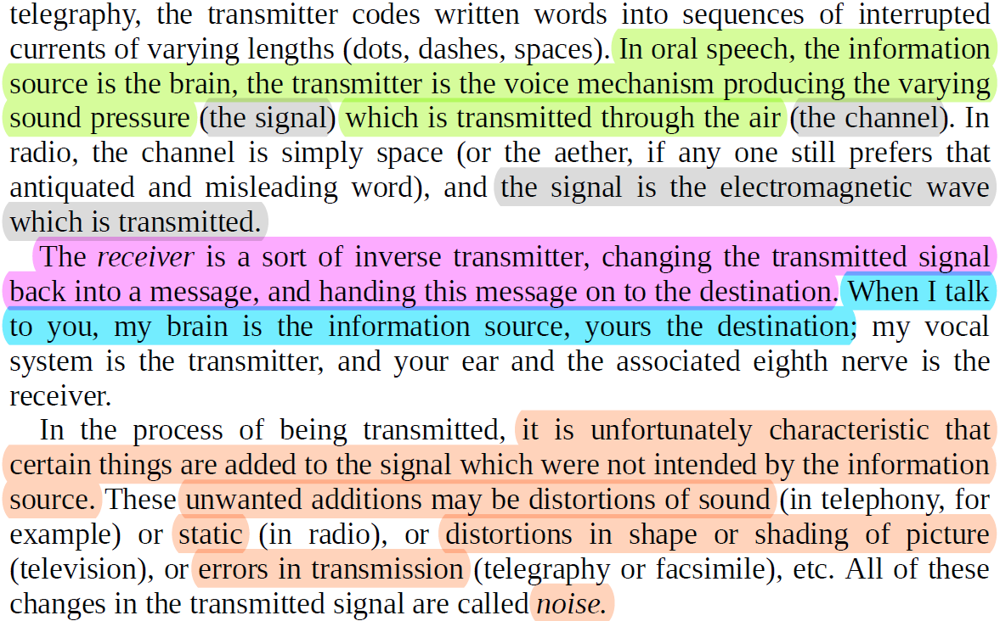 telegraphy, the transmitter codes written words into sequences of interrupted
currents of varying lengths (dots, dashes, spaces). In oral speech, the information
source is the brain, the transmitter is the voice mechanism producing the varying
sound pressure (the signal) which is transmitted through the air (the channel). In
radio, the channel is simply space (or the aether, if any one still prefers that
antiquated and misleading word), and the signal is the electromagnetic wave
which is transmitted.
The receiver is a sort of inverse transmitter, changing the transmitted signal
back into a message, and handing this message on to the destination. When I talk
to you, my brain is the information source, yours the destination; my vocal
system is the transmitter, and your ear and the associated eighth nerve is the
receiver.
In the process of being transmitted, it is unfortunately characteristic that
certain things are added to the signal which were not intended by the information
source. These unwanted additions may be distortions of sound (in telephony, for
example) or static (in radio), or distortions in shape or shading of picture
(television), or errors in transmission (telegraphy or facsimile), etc. All of these
changes in the transmitted signal are called noise.